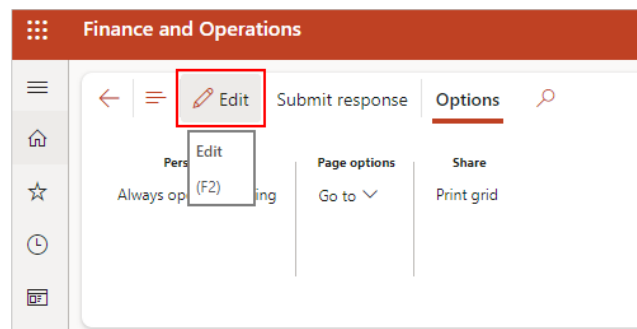 Finance and Operations
Edit Submit response Options
Pers Page options Share
Always op ing Go to Print grid
Edit
(F2)